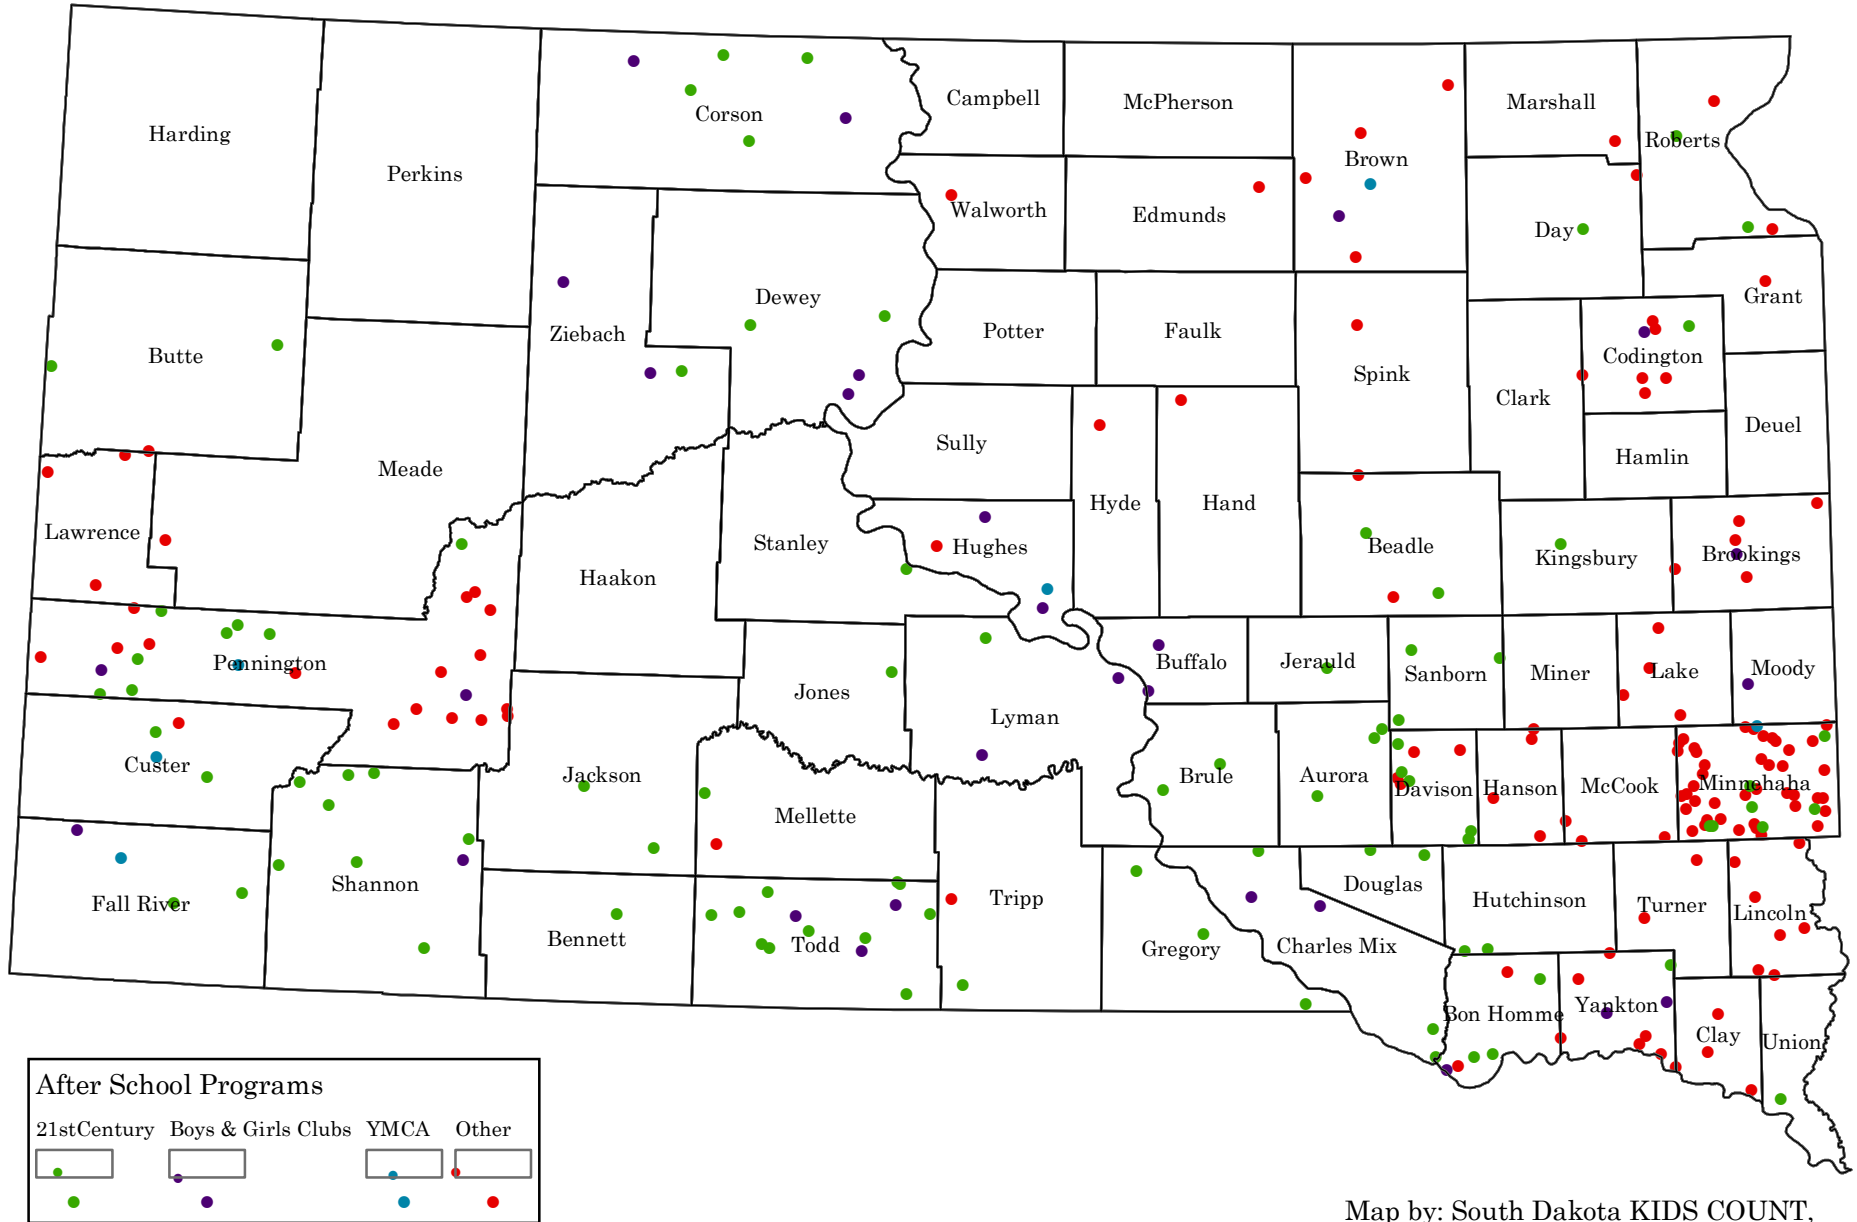 Harding
Perkins
Corson
Campbell
McPherson
Brown
Marshall
Roberts
Walworth
Edmunds
Day
Butte
Ziebach
Dewey
Potter
Faulk
Spink
Grant
Codington
Clark
Deuel
Hamlin
Meade
Sully
Hyde
Hand
Lawrence
Haakon
Stanley
Hughes
Beadle
Kingsbury
Brookings
Pennington
Jones
Lyman
Buffalo
Jerauld
Sanborn
Miner
Lake
Moody
Custer
Jackson
Mellette
Brule
Aurora
Davison
Hanson
McCook
Minnehaha
Fall River
Shannon
Bennett
Todd
Tripp
Gregory
Charles Mix
Douglas
Hutchinson
Turner
Lincoln
Bon Homme
Yankton
Clay
Union
After School Programs
21stCentury Boys & Girls Clubs YMCA Other
Map by: South Dakota KIDS COUNT,